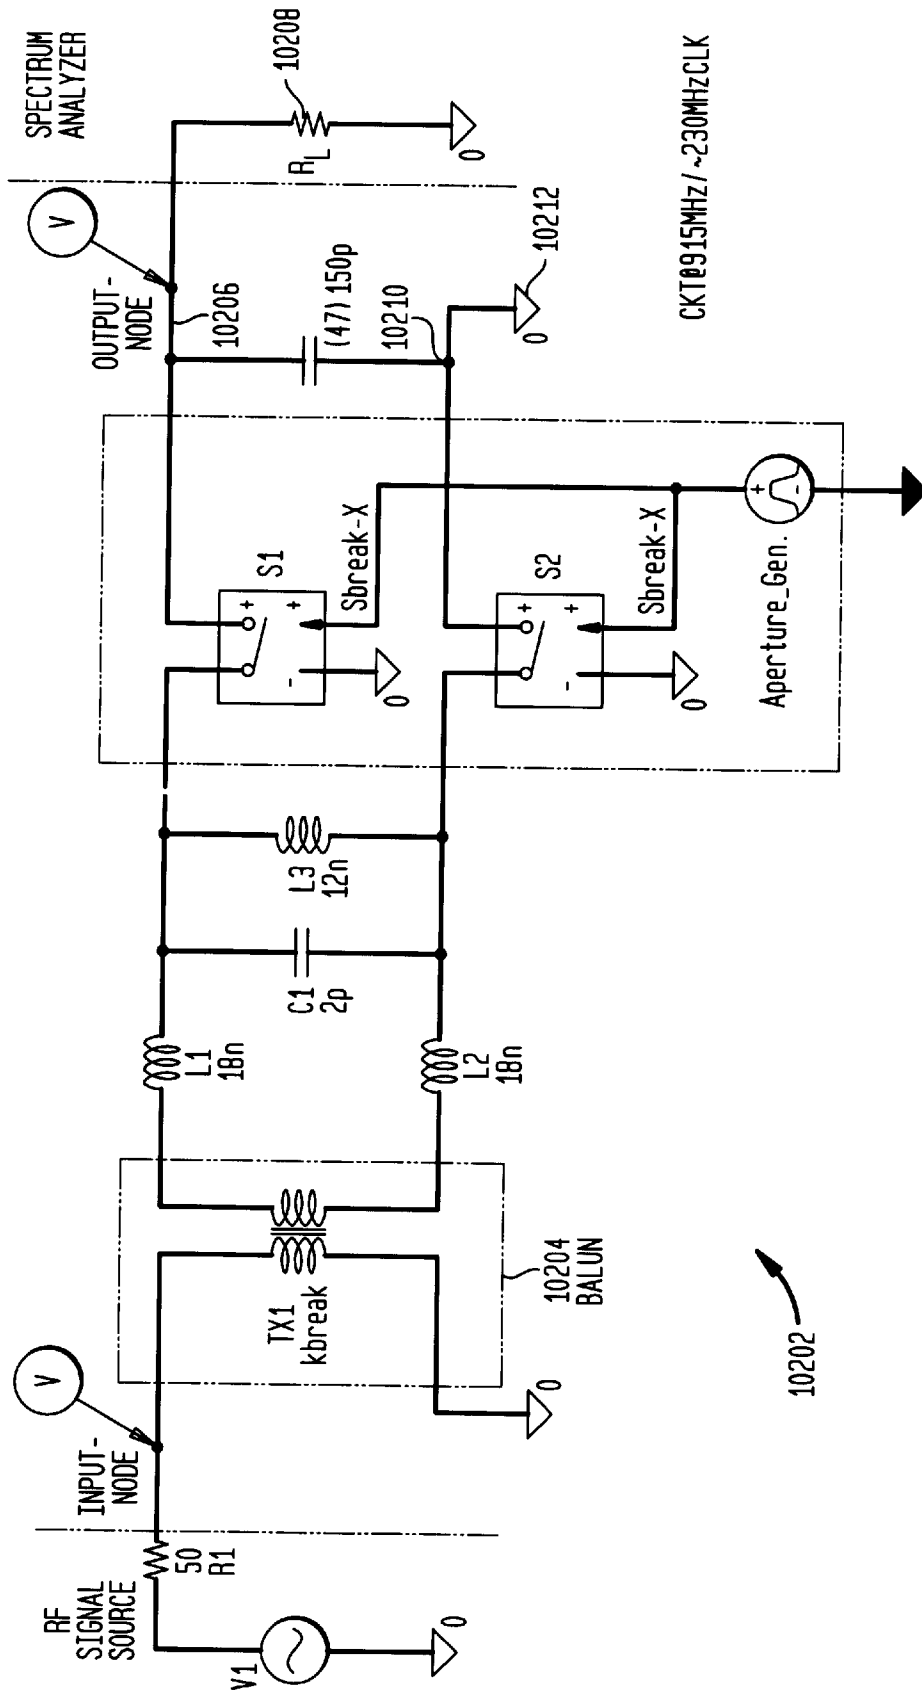 RF
SIGNAL
SOURCE
V1
0
50
R1
INPUT-
NODE
V
0
TX1
kbreak
10204
BALUN
L1
18n
L2
18n
C1
2p
L3
12n
S1
+
+
-
0
Sbreak-X
S2
+
+
-
0
Sbreak-X
Aperture_Gen.
+
-
OUTPUT-
NODE
V
10206
(47) 150p
10210
10212
0
SPECTRUM
ANALYZER
RL
10208
0
CKT@915MHz/~230MHzCLK
10202